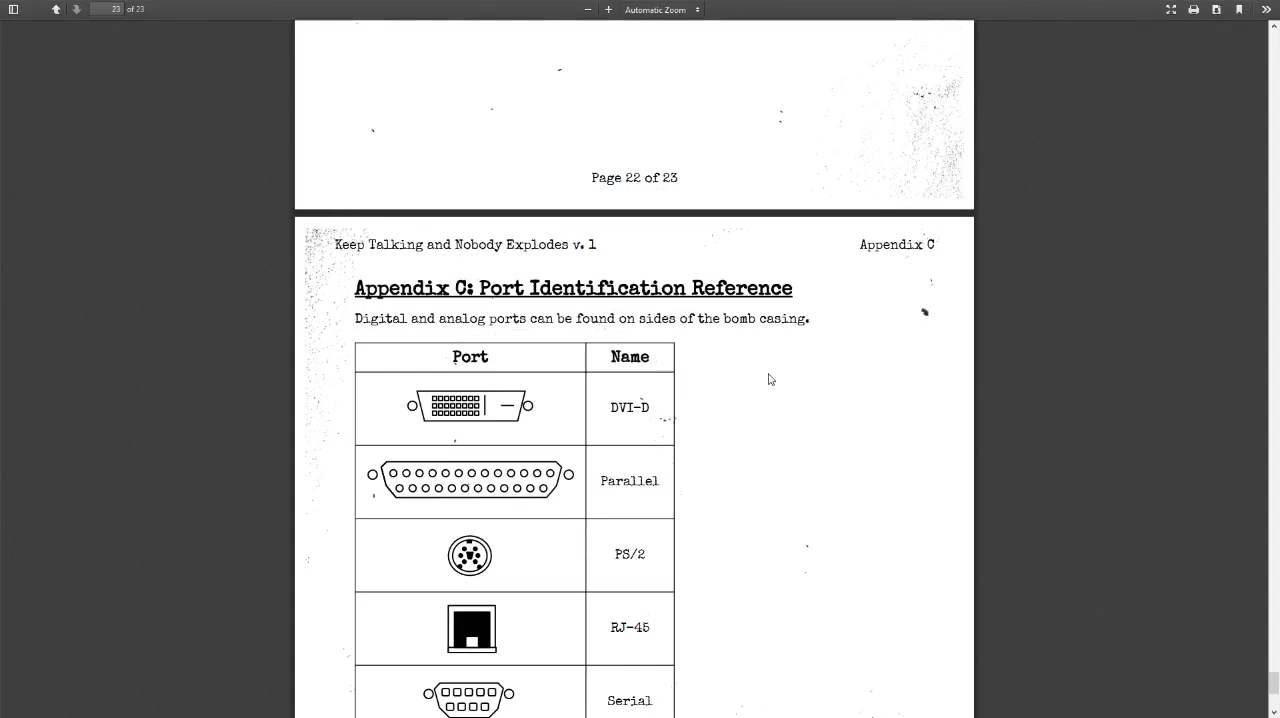 23 of 23
Automatic Zoom
Page 22 of 23
Keep Talking and Nobody Explodes v. 1
Appendix C
Appendix C: Port Identification Reference
Digital and analog ports can be found on sides of the bomb casing.
Port Name
DVI-D
Parallel
PS/2
RJ-45
Serial